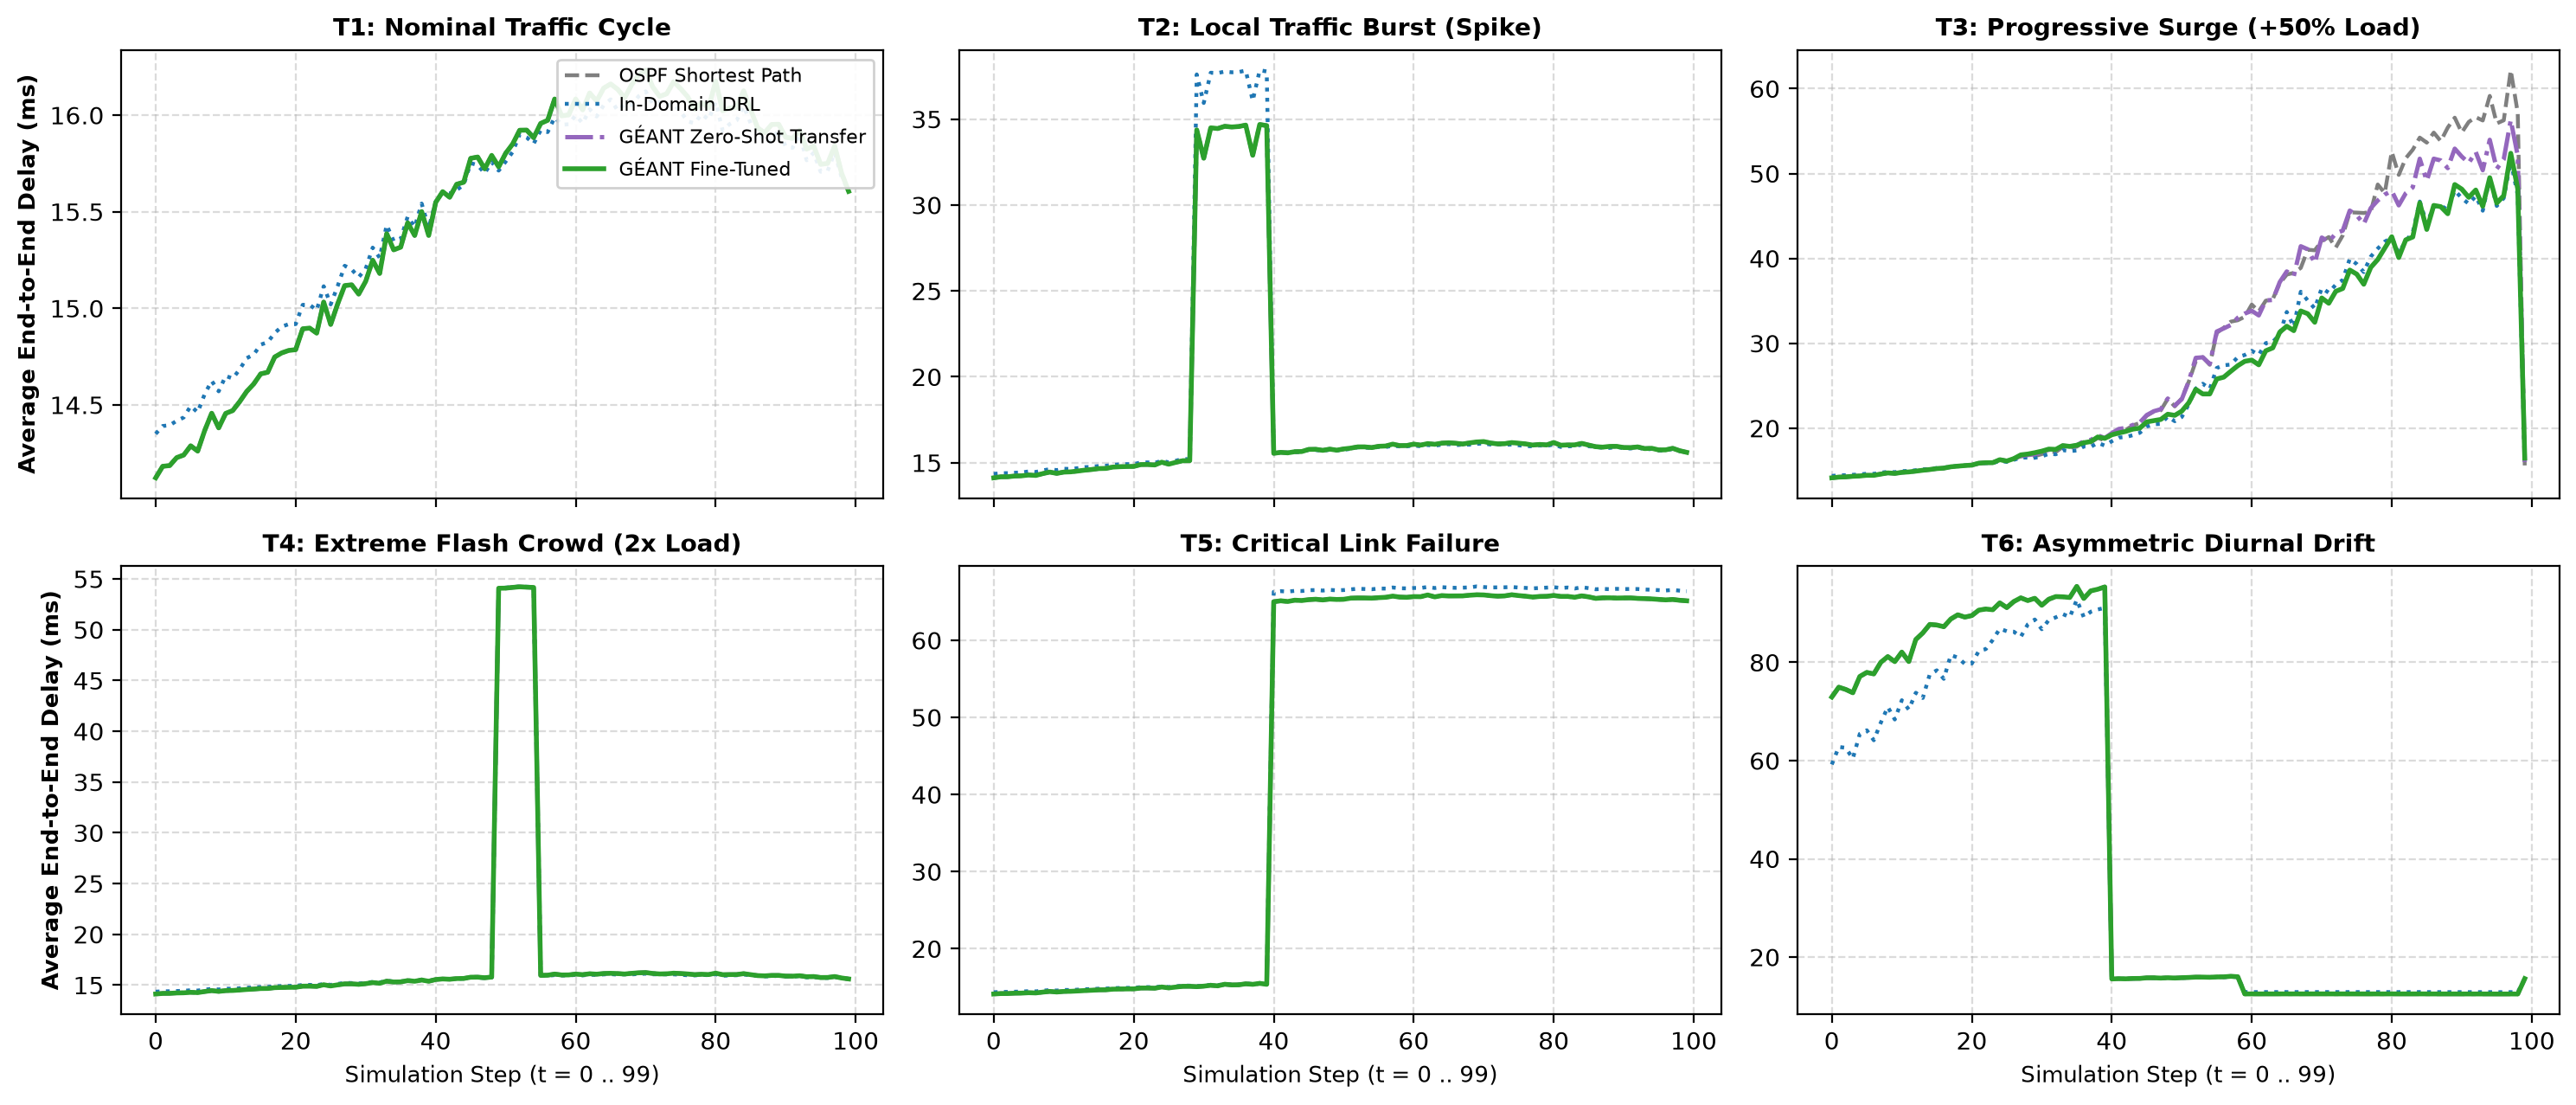 T1: Nominal Traffic Cycle
T2: Local Traffic Burst (Spike)
T3: Progressive Surge (+50% Load)
Average End-to-End Delay (ms)
16.0
15.5
15.0
14.5
OSPF Shortest Path
In-Domain DRL
GÉANT Zero-Shot Transfer
GÉANT Fine-Tuned
35
30
25
20
15
60
50
40
30
20
T4: Extreme Flash Crowd (2x Load)
T5: Critical Link Failure
T6: Asymmetric Diurnal Drift
Average End-to-End Delay (ms)
55
50
45
40
35
30
25
20
15
0 20 40 60 80 100
Simulation Step (t = 0 .. 99)
60
50
40
30
20
0 20 40 60 80 100
Simulation Step (t = 0 .. 99)
80
60
40
20
0 20 40 60 80 100
Simulation Step (t = 0 .. 99)